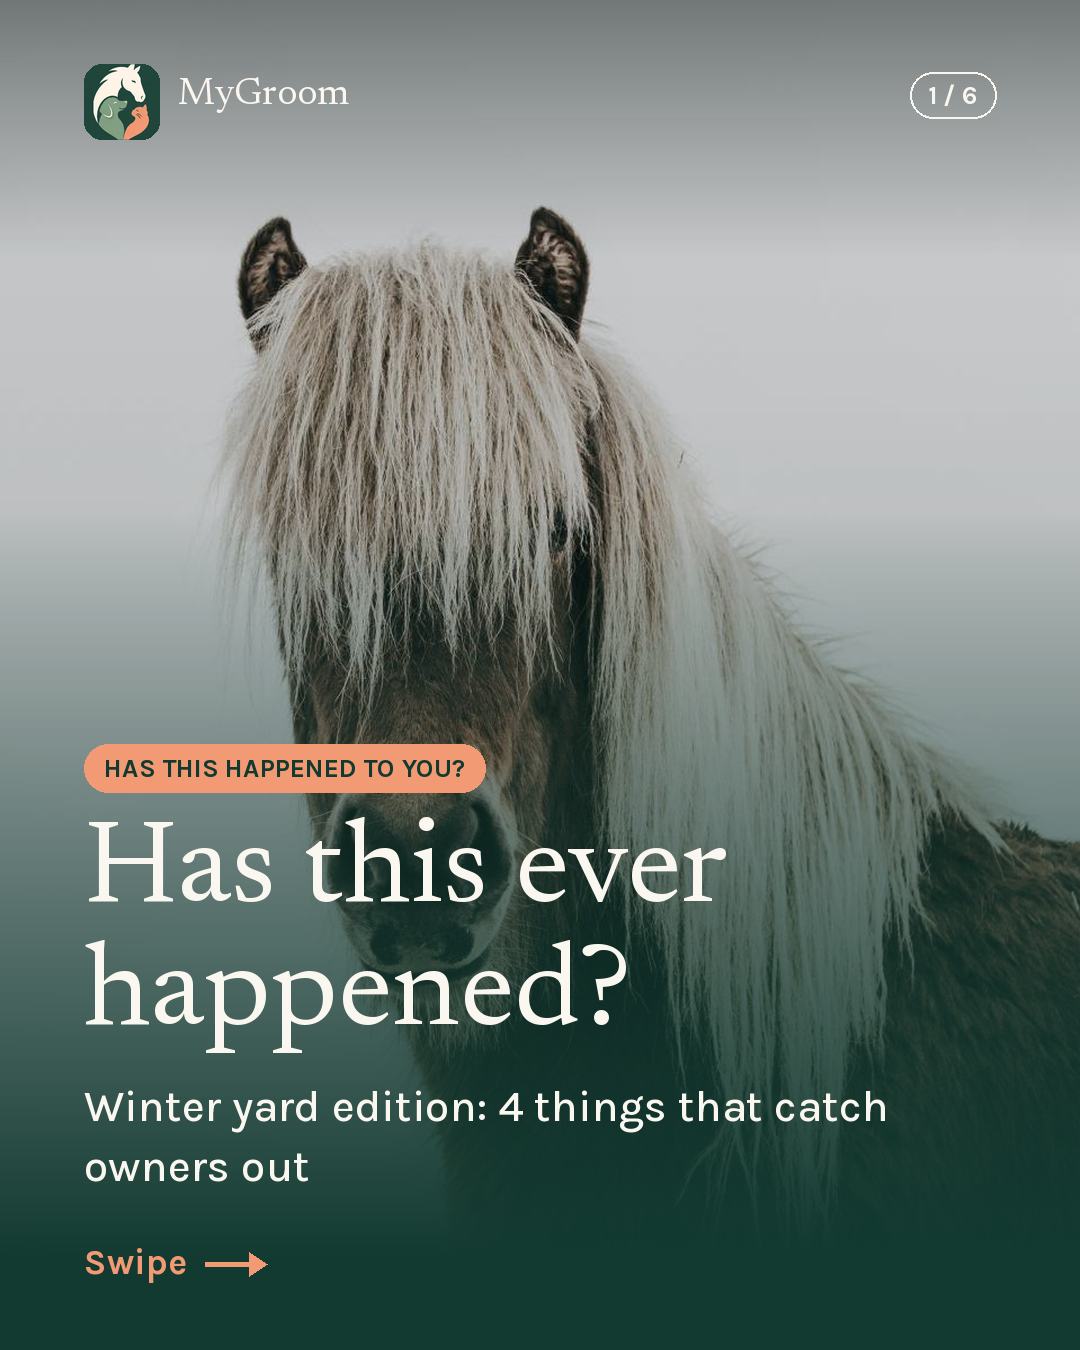 MyGroom
1 / 6
HAS THIS HAPPENED TO YOU?
Has this ever
happened?
Winter yard edition: 4 things that catch
owners out
Swipe